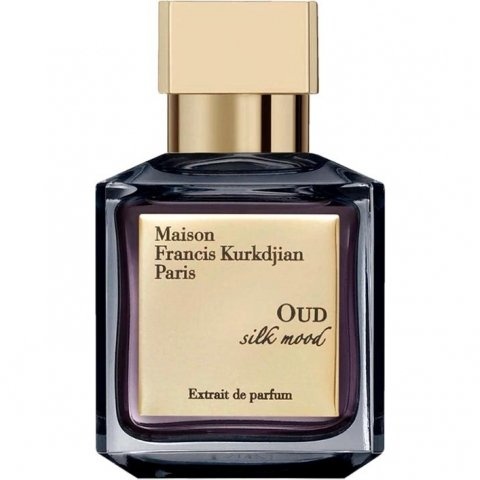 Maison
Francis Kurkdjian
Paris
OUD
silk mood
Extrait de parfum